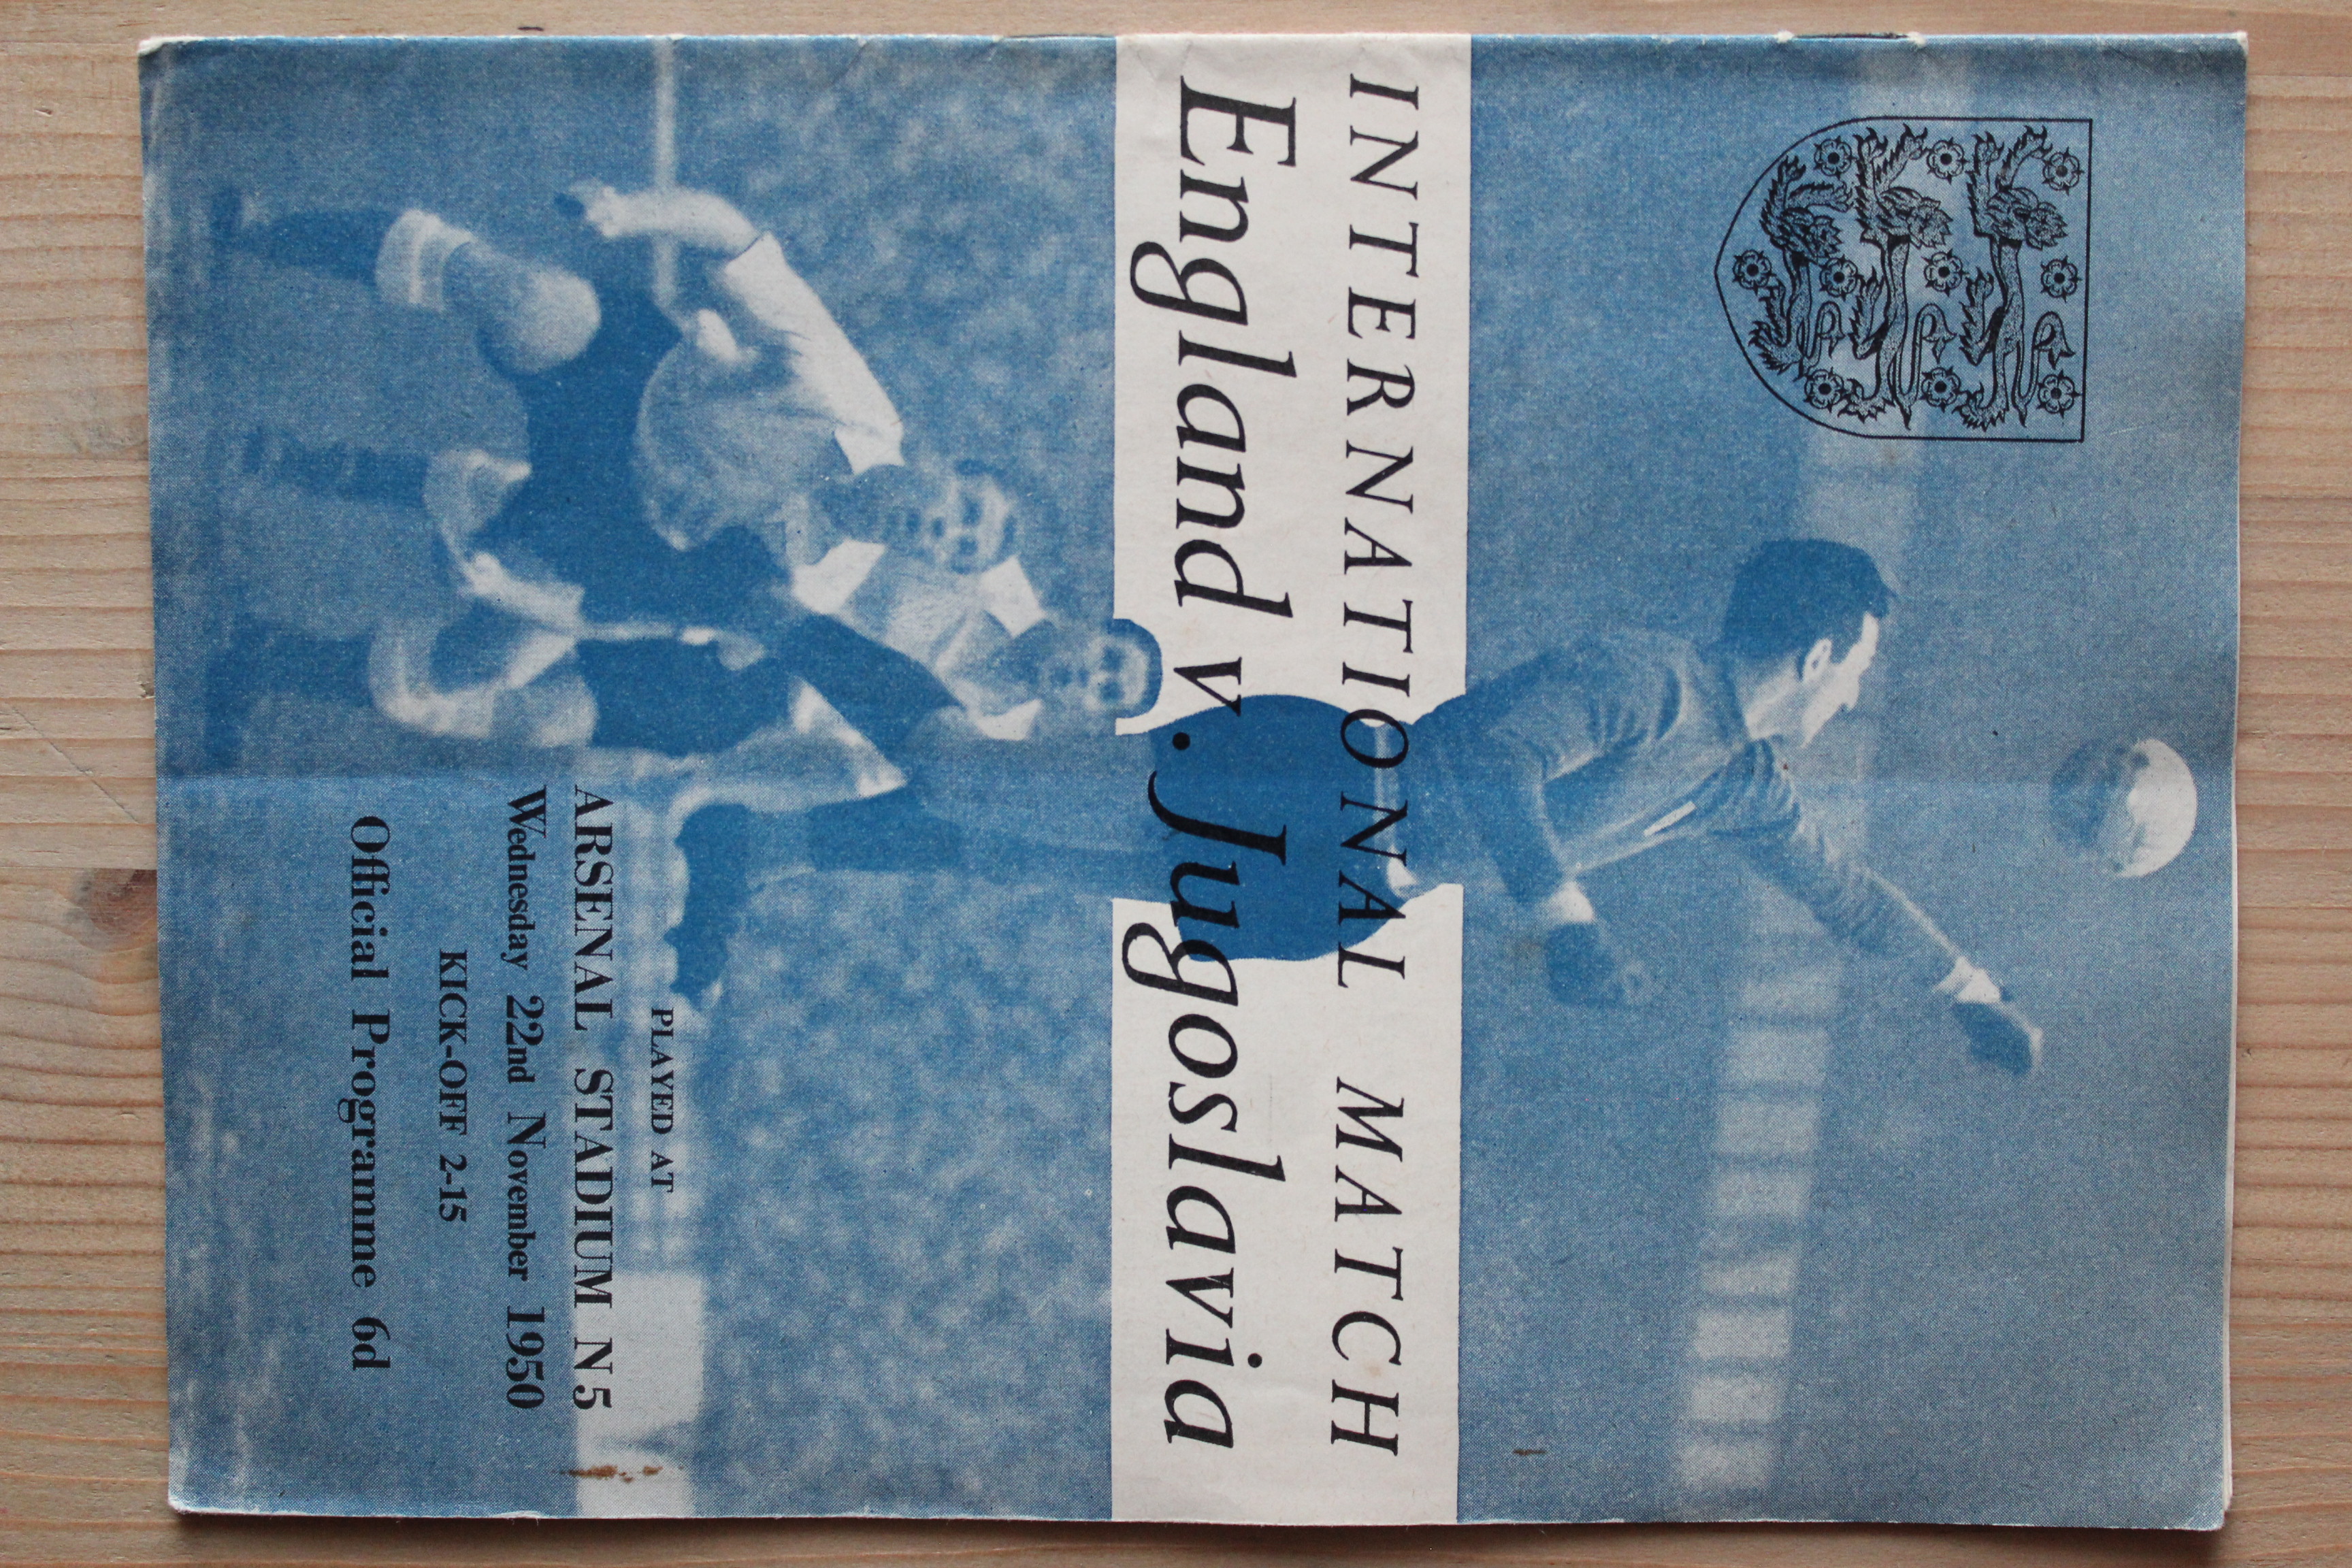 INTERNATIONAL MATCH
England v. Jugoslavia
PLAYED AT
ARSENAL STADIUM N5
Wednesday 22nd November 1950
KICK-OFF 2-15
Official Programme 6d